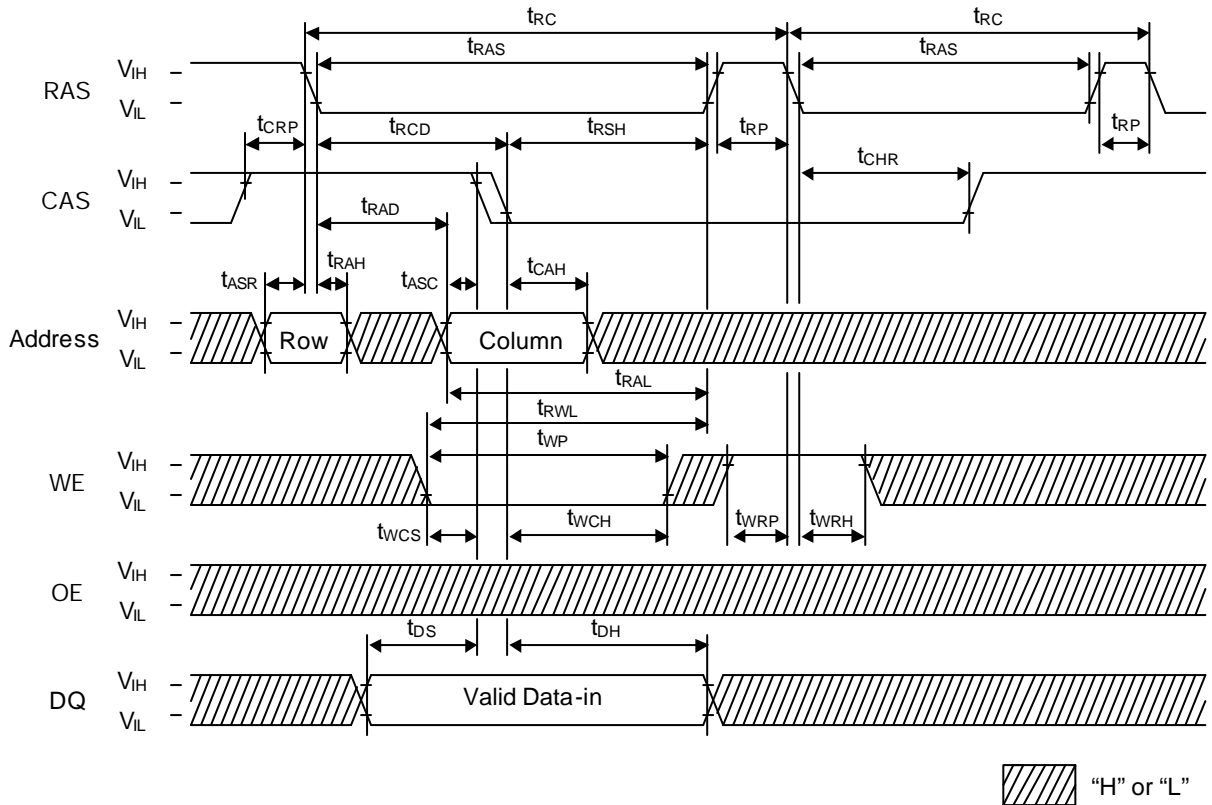 tRC tRC
tRAS tRAS
RAS VIH
VIL
tCRP tRCD tRSH tRP tRP
tCHR
CAS VIH
VIL
tRAD
tASR tRAH tASC tCAH
Address VIH
VIL
Row Column
tRAL
tRWL
tWP
WE VIH
VIL
tWCS tWCH tWRP tWRH
OE VIH
VIL
tDS tDH
DQ VIH
VIL
Valid Data-in
“H” or “L”